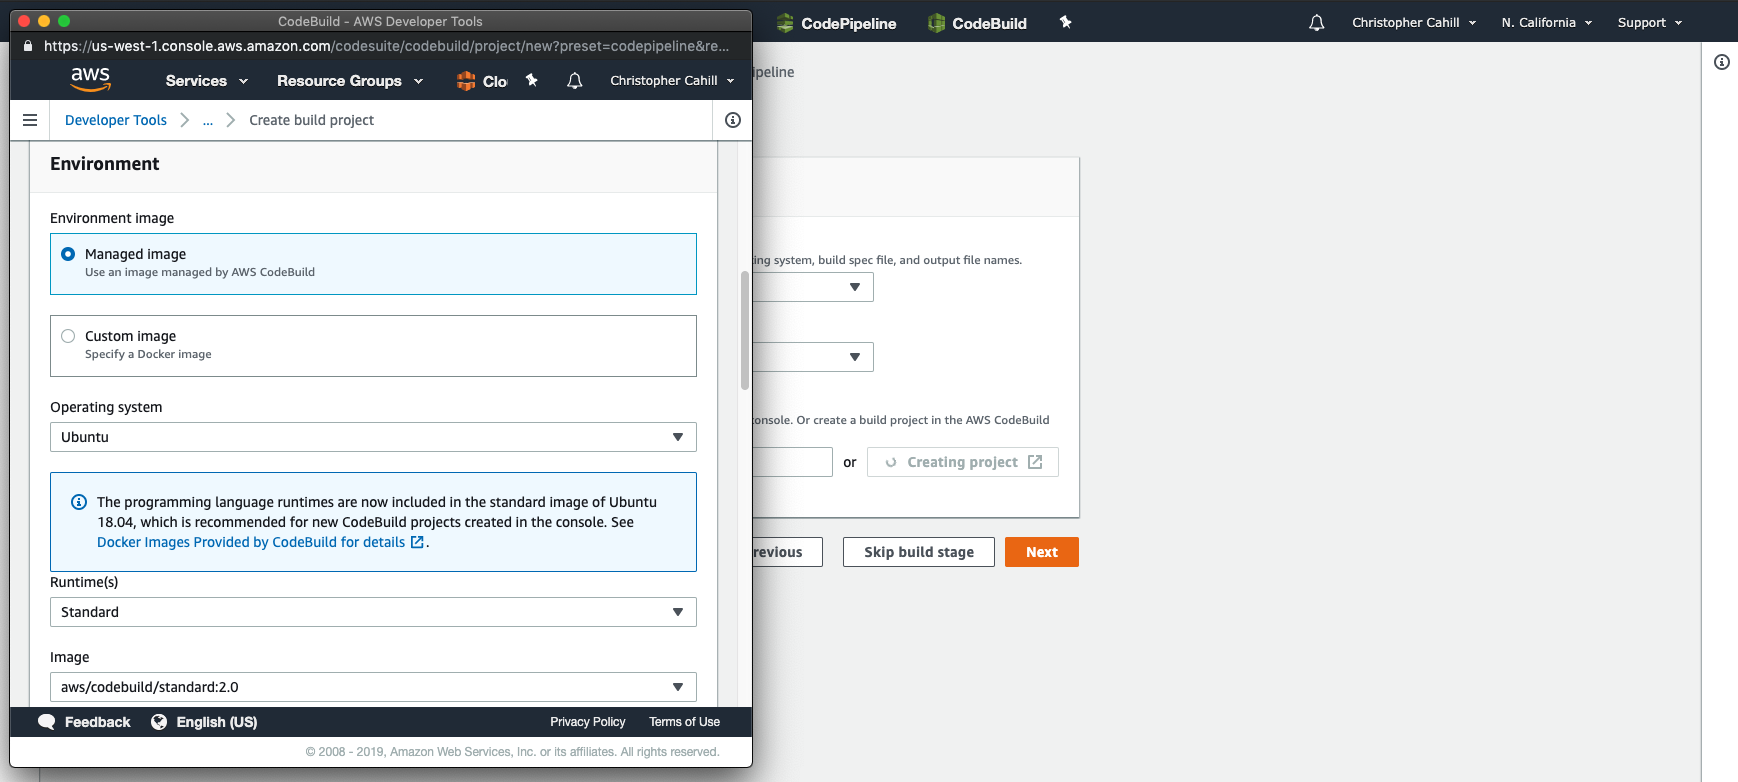 CodeBuild - AWS Developer Tools
https://us-west-1.console.aws.amazon.com/codesuite/codebuild/project/new?preset=codepipeline&re...
aws Services Resource Groups Clo Christopher Cahill
Developer Tools ... Create build project
Environment
Environment image
Managed image
Use an image managed by AWS CodeBuild
Custom image
Specify a Docker image
Operating system
Ubuntu
The programming language runtimes are now included in the standard image of Ubuntu
18.04, which is recommended for new CodeBuild projects created in the console. See
Docker Images Provided by CodeBuild for details .
Runtime(s)
Standard
Image
aws/codebuild/standard:2.0
Feedback English (US) Privacy Policy Terms of Use
© 2008 - 2019, Amazon Web Services, Inc. or its affiliates. All rights reserved.
CodePipeline CodeBuild Christopher Cahill N. California Support
ipeline
ing system, build spec file, and output file names.
console. Or create a build project in the AWS CodeBuild
or Creating project
revious Skip build stage Next